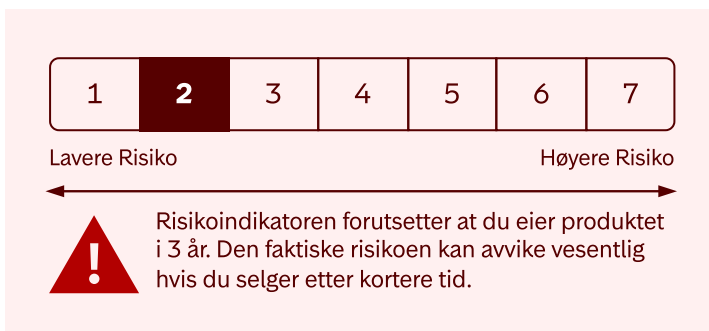 1 2 3 4 5 6 7
Lavere Risiko Høyere Risiko
!
Risikoindikatoren forutsetter at du eier produktet
i 3 år. Den faktiske risikoen kan avvike vesentlig
hvis du selger etter kortere tid.